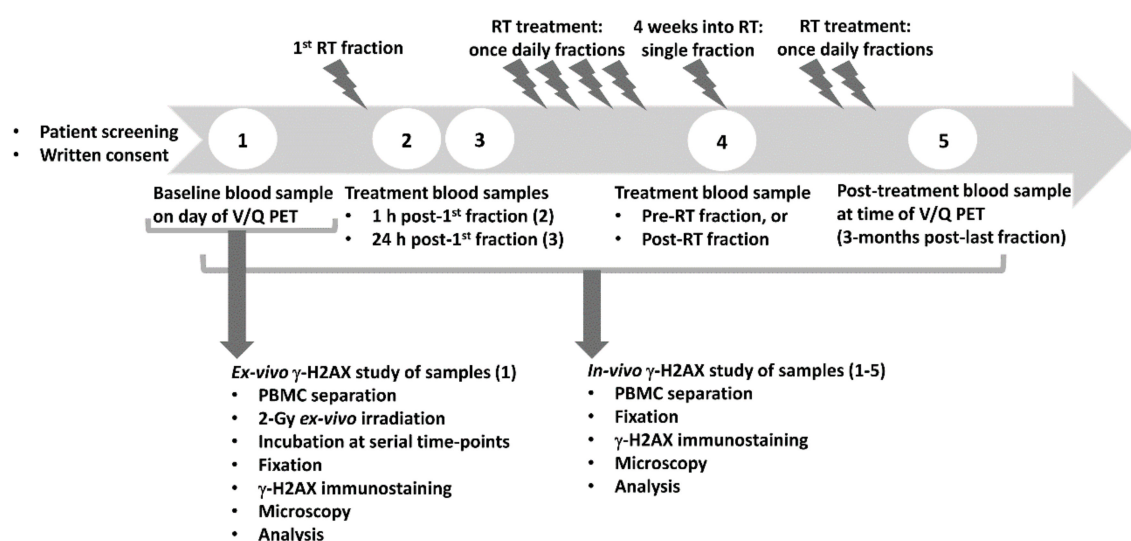 1st RT fraction
RT treatment:
once daily fractions
4 weeks into RT:
single fraction
RT treatment:
once daily fractions
• Patient screening
• Written consent
1
2
3
4
5
Baseline blood sample
on day of V/Q PET
Treatment blood samples
• 1 h post-1st fraction (2)
• 24 h post-1st fraction (3)
Treatment blood sample
• Pre-RT fraction, or
• Post-RT fraction
Post-treatment blood sample
at time of V/Q PET
(3-months post-last fraction)
Ex-vivo γ-H2AX study of samples (1)
• PBMC separation
• 2-Gy ex-vivo irradiation
• Incubation at serial time-points
• Fixation
• γ-H2AX immunostaining
• Microscopy
• Analysis
In-vivo γ-H2AX study of samples (1-5)
• PBMC separation
• Fixation
• γ-H2AX immunostaining
• Microscopy
• Analysis